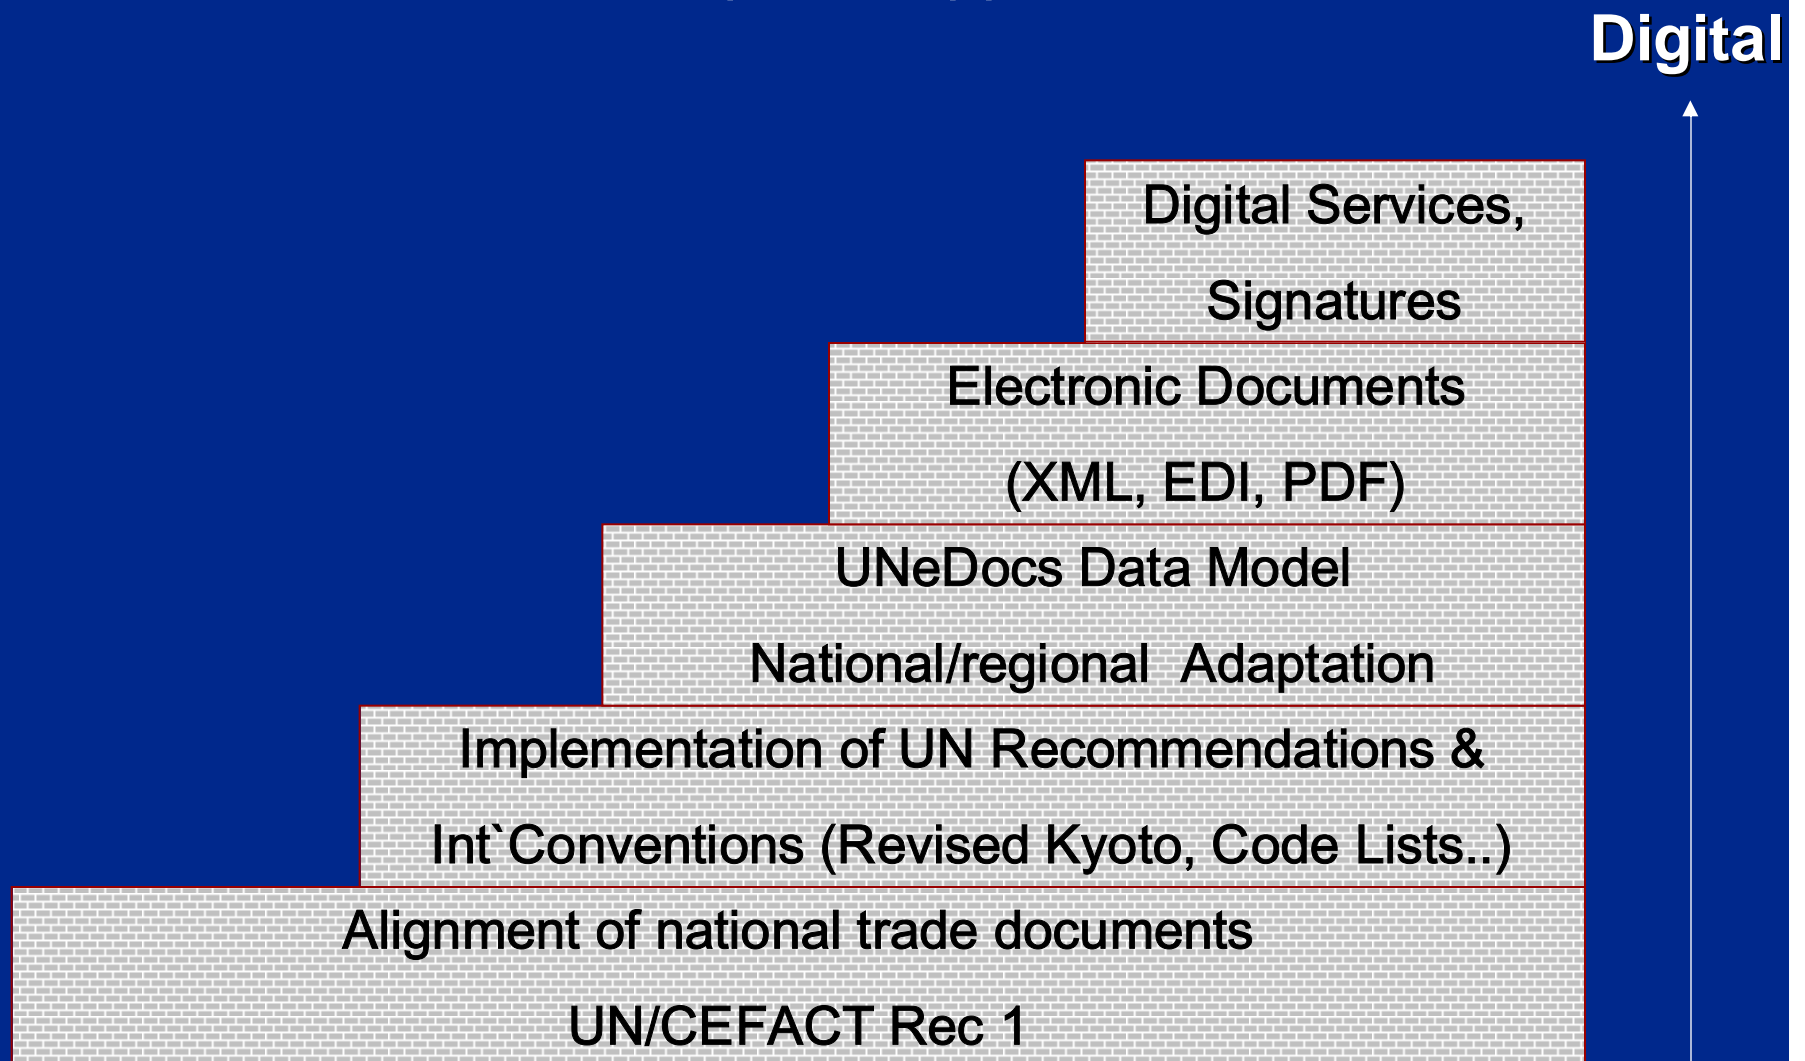 Digital
Digital Services,
Signatures
Electronic Documents
(XML, EDI, PDF)
UNeDocs Data Model
National/regional  Adaptation
Implementation of UN Recommendations &
Int`Conventions (Revised Kyoto, Code Lists..)
Alignment of national trade documents
UN/CEFACT Rec 1